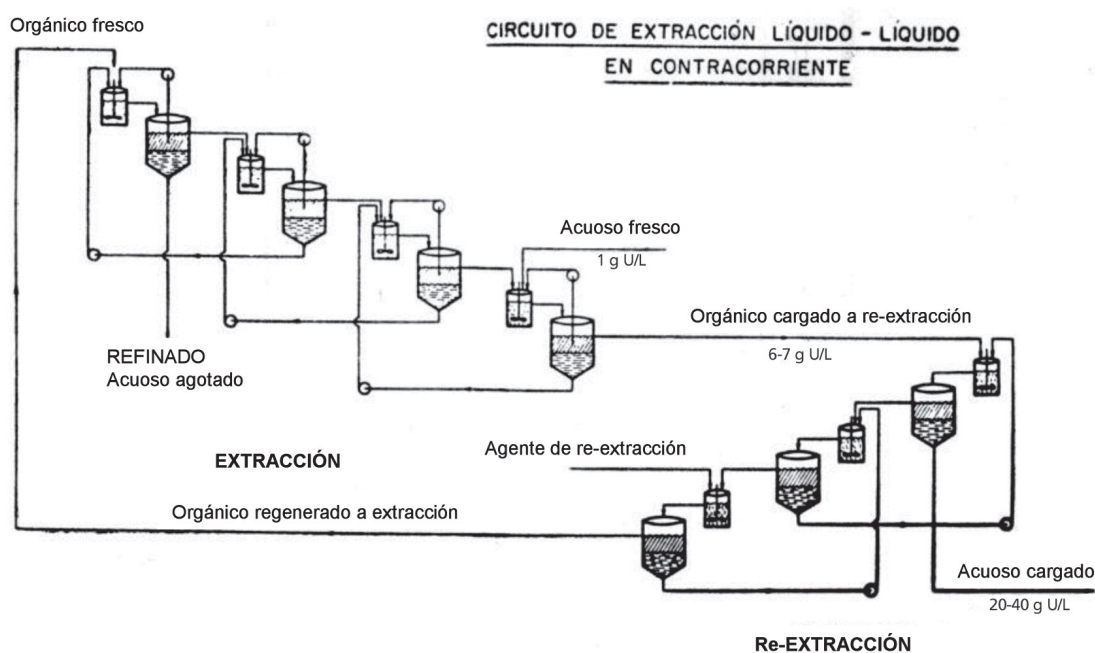 Orgánico fresco
CIRCUITO DE EXTRACCIÓN LÍQUIDO - LÍQUIDO
EN CONTRACORRIENTE
Acuoso fresco
1 g U/L
Orgánico cargado a re-extracción
6-7 g U/L
REFINADO
Acuoso agotado
EXTRACCIÓN
Agente de re-extracción
Orgánico regenerado a extracción
Acuoso cargado
20-40 g U/L
Re-EXTRACCIÓN